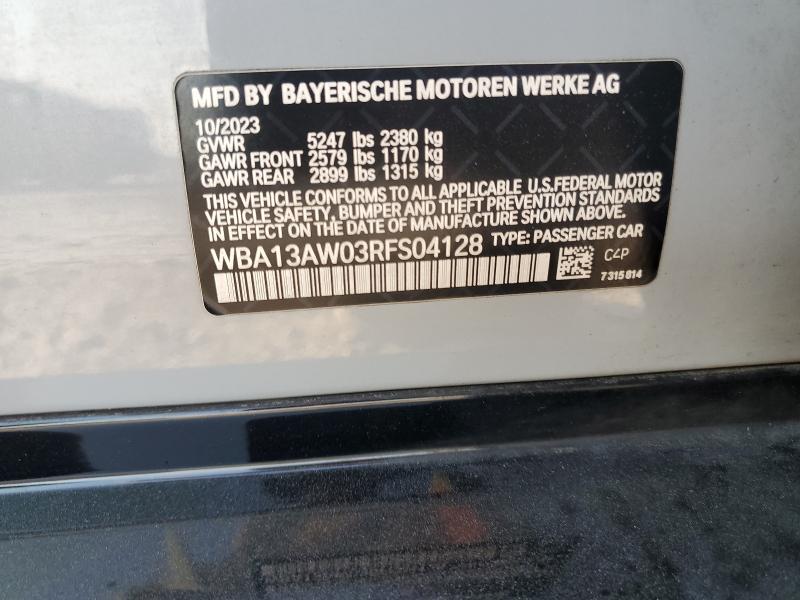 MFD BY BAYERISCHE MOTOREN WERKE AG
10/2023
GVWR 5247 lbs 2380 kg
GAWR FRONT 2579 lbs 1170 kg
GAWR REAR 2899 lbs 1315 kg
THIS VEHICLE CONFORMS TO ALL APPLICABLE U.S.FEDERAL MOTOR
VEHICLE SAFETY, BUMPER AND THEFT PREVENTION STANDARDS
IN EFFECT ON THE DATE OF MANUFACTURE SHOWN ABOVE.
WBA13AW03RFS04128 TYPE: PASSENGER CAR
C4P
7315814